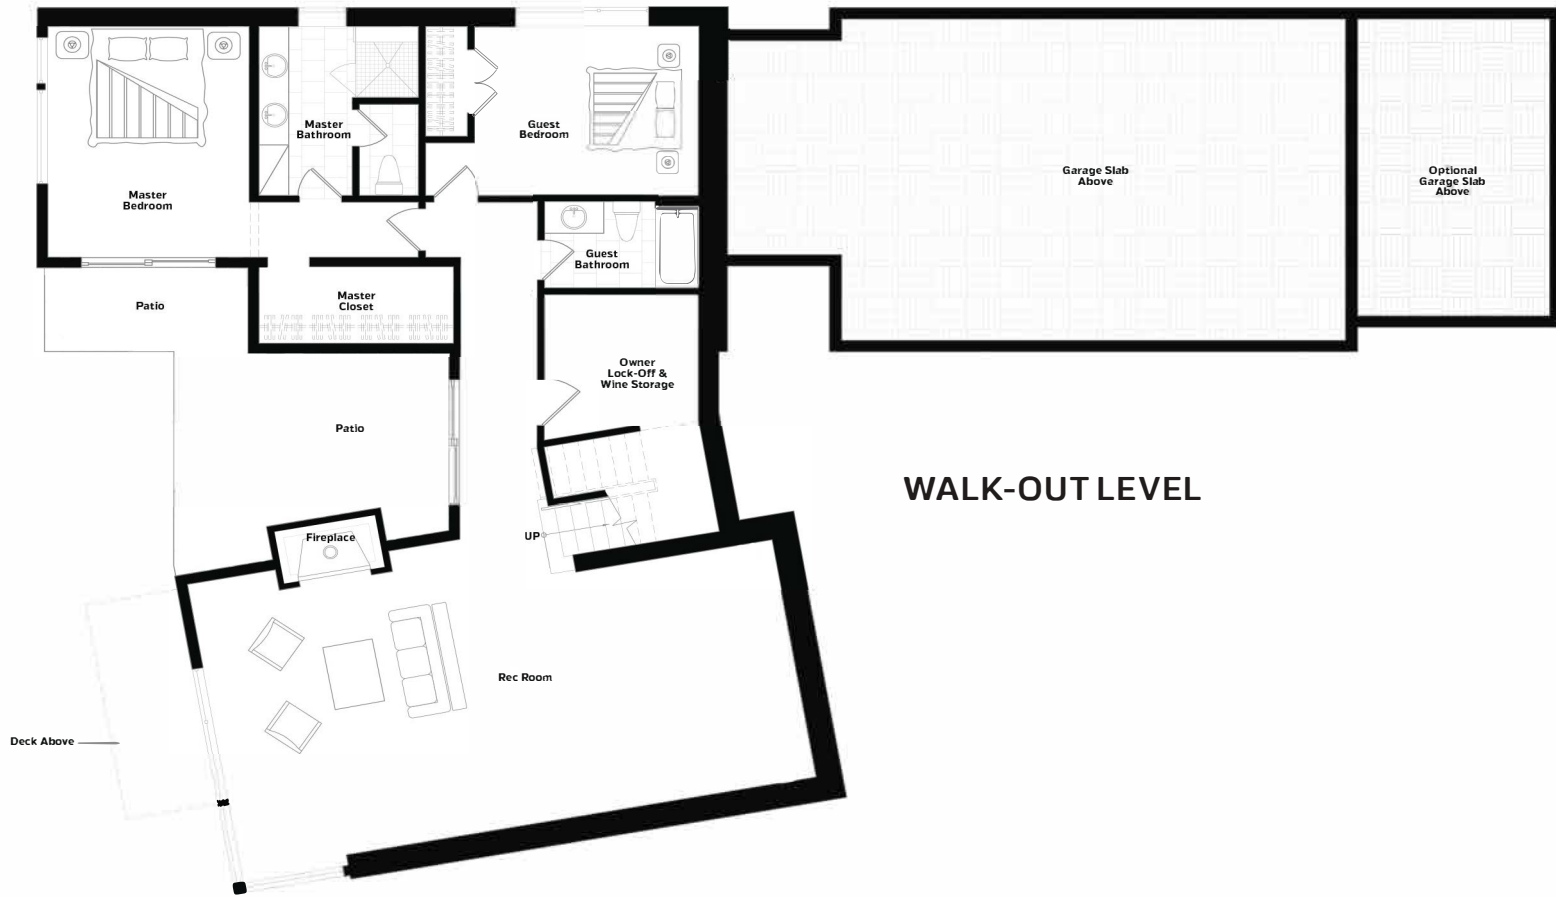 Master
Bathroom
Guest
Bedroom
Garage Slab
Above
Optional
Garage Slab
Above
Master
Bedroom
Guest
Bathroom
Patio
Master
Closet
Owner
Lock-Off &
Wine Storage
Patio
WALK-OUT LEVEL
Fireplace
UP
Rec Room
Deck Above